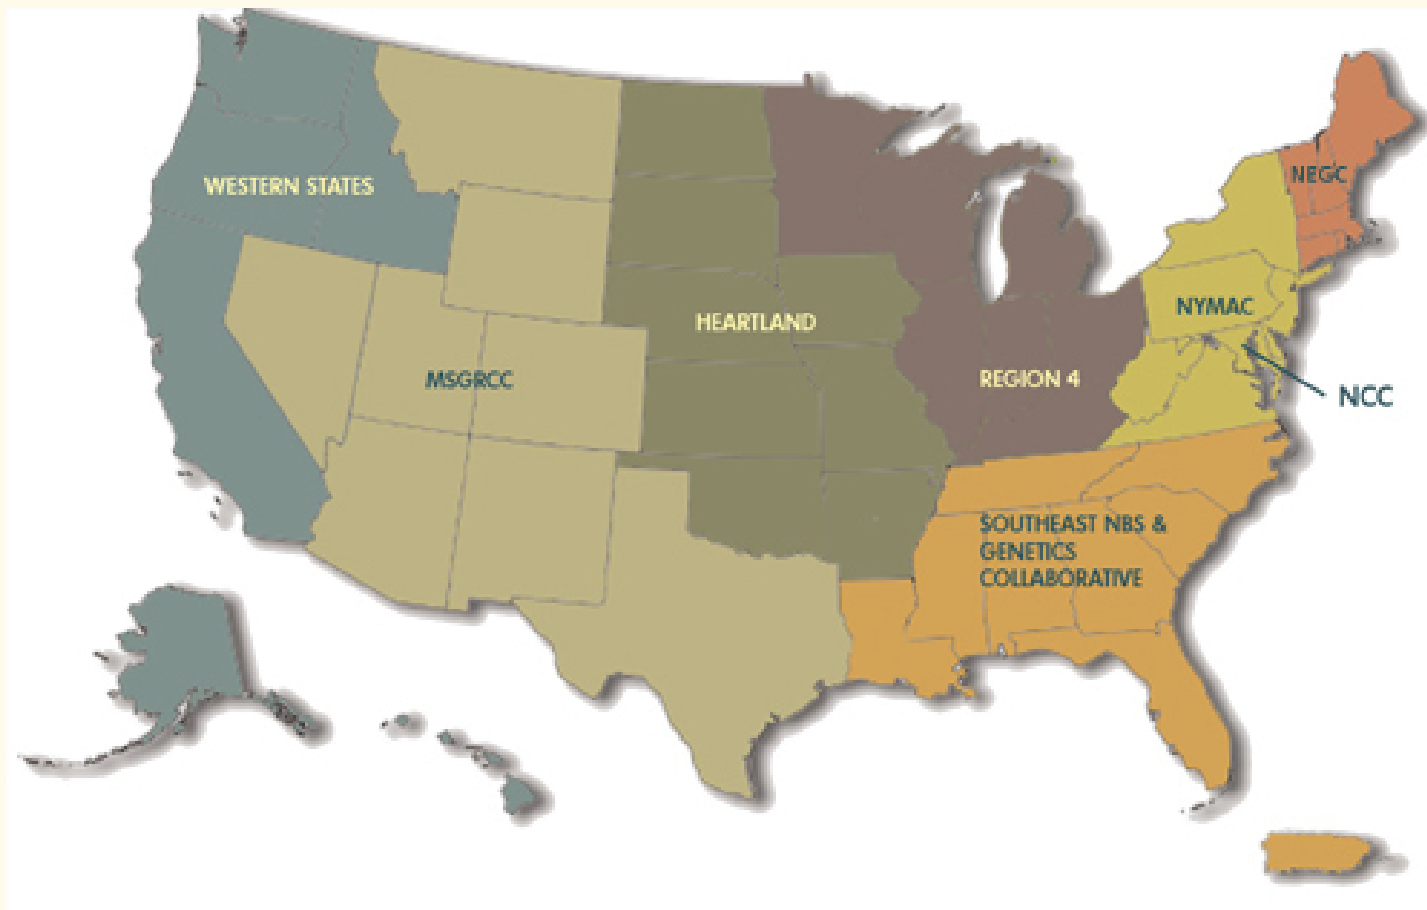 NEGC
WESTERN STATES
NYMAC
HEARTLAND
MSGRCC
REGION 4
NCC
SOUTHEAST NBS &
GENETICS
COLLABORATIVE